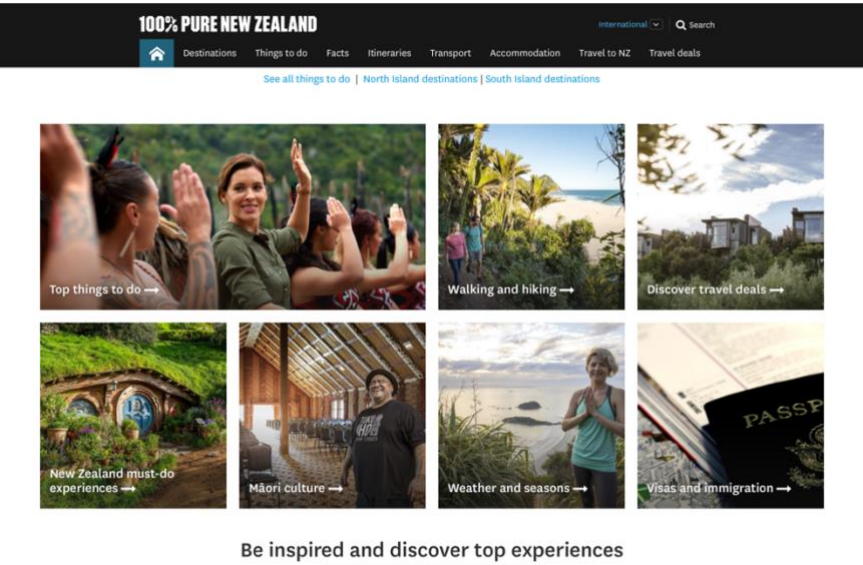 100% PURE NEW ZEALAND
International
Search
Destinations Things to do Facts Itineraries Transport Accommodation Travel to NZ Travel deals
See all things to do | North Island destinations | South Island destinations
Top things to do →
Walking and hiking →
Discover travel deals →
New Zealand must-do
experiences →
Māori culture →
Weather and seasons →
PASSP
Visas and immigration →
Be inspired and discover top experiences